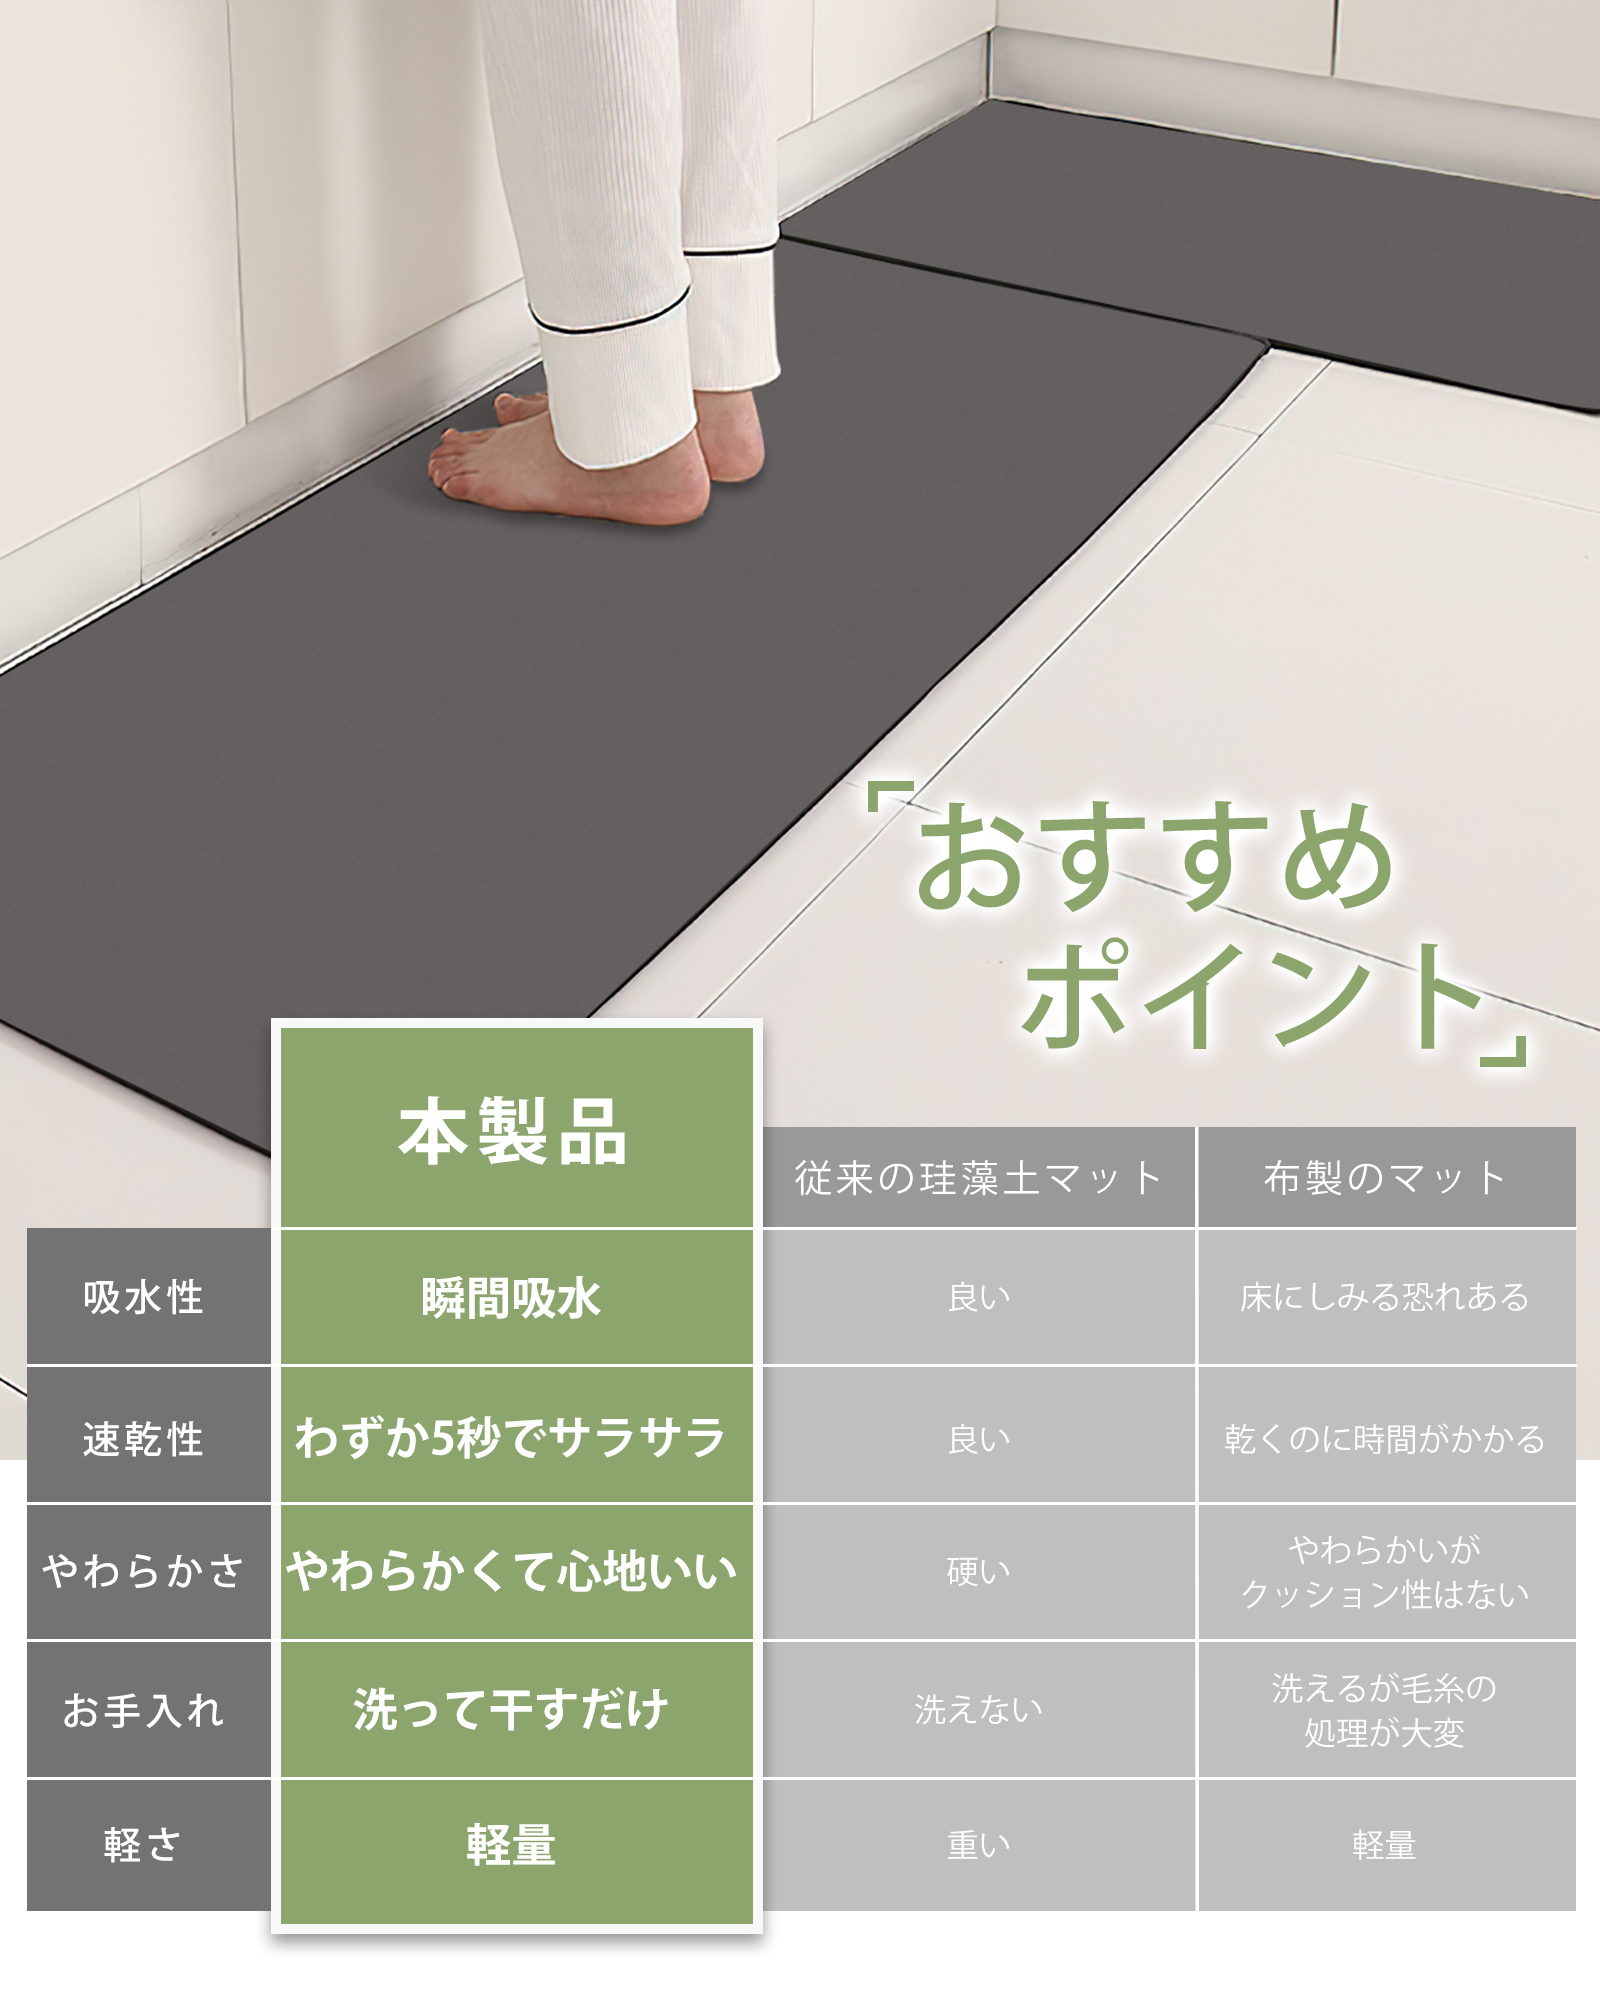 「おすすめ
ポイント」
本製品
従来の珪藻土マット
布製のマット
吸水性
瞬間吸水
良い
床にしみる恐れある
速乾性
わずか5秒でサラサラ
良い
乾くのに時間がかかる
やわらかさ
やわらかくて心地いい
硬い
やわらかいが
クッション性はない
お手入れ
洗って干すだけ
洗えない
洗えるが毛糸の
処理が大変
軽さ
軽量
重い
軽量